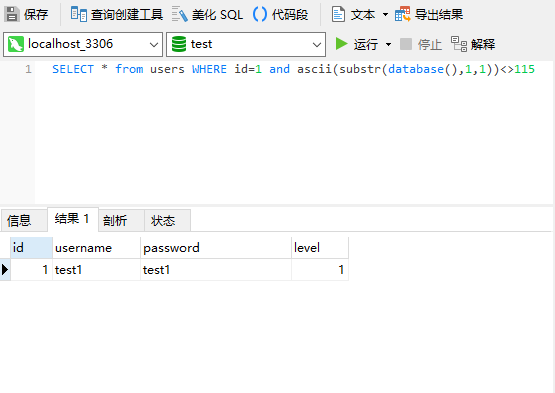 保存 查询创建工具 美化 SQL 代码段 文本 导出结果
localhost_3306 test 运行 停止 解释
1 SELECT * from users WHERE id=1 and ascii(substr(database(),1,1))<>115
信息 结果 1 剖析 状态
id username password level
1 test1 test1 1